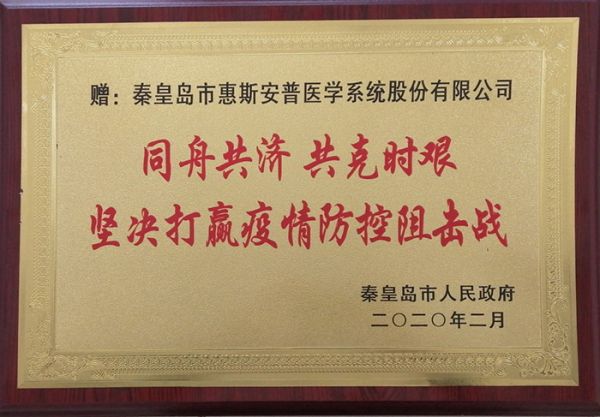 赠：秦皇岛市惠斯安普医学系统股份有限公司
同舟共济 共克时艰
坚决打赢疫情防控阻击战
秦皇岛市人民政府
二〇二〇年二月